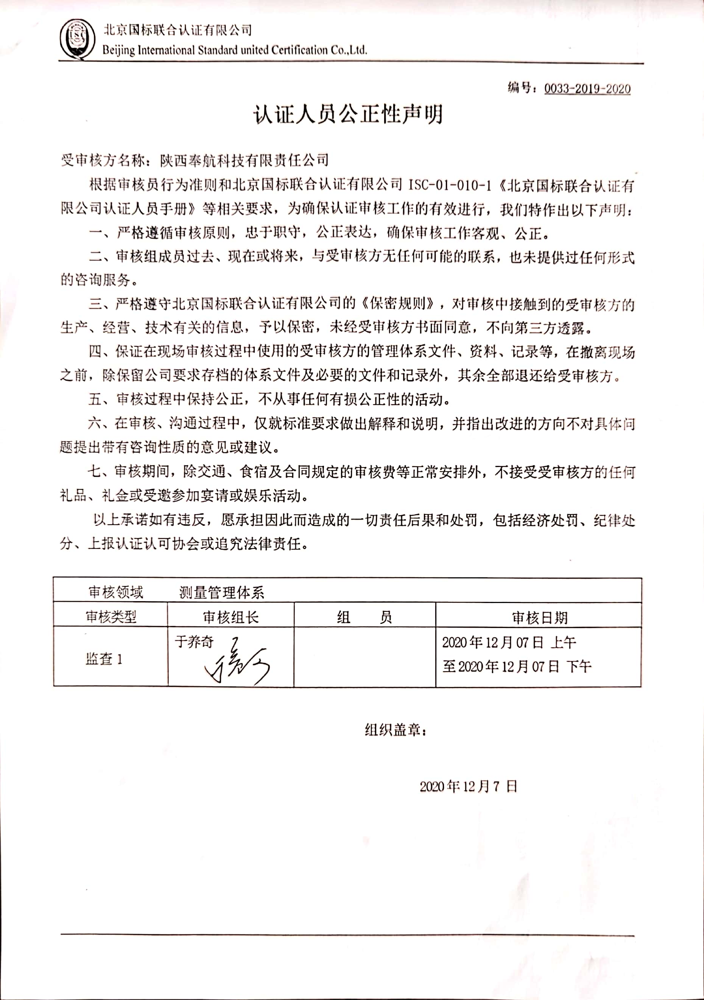 ISC
北京国标联合认证有限公司
Beijing International Standard united Certification Co.,Ltd.
编号：0033-2019-2020
认证人员公正性声明
受审核方名称：陕西奉航科技有限责任公司
根据审核员行为准则和北京国标联合认证有限公司 ISC-01-010-1《北京国标联合认证有
限公司认证人员手册》等相关要求，为确保认证审核工作的有效进行，我们特作出以下声明：
一、严格遵循审核原则，忠于职守，公正表达，确保审核工作客观、公正。
二、审核组成员过去、现在或将来，与受审核方无任何可能的联系，也未提供过任何形式
的咨询服务。
三、严格遵守北京国标联合认证有限公司的《保密规则》，对审核中接触到的受审核方的
生产、经营、技术有关的信息，予以保密，未经受审核方书面同意，不向第三方透露。
四、保证在现场审核过程中使用的受审核方的管理体系文件、资料、记录等，在撤离现场
之前，除保留公司要求存档的体系文件及必要的文件和记录外，其余全部退还给受审核方。
五、审核过程中保持公正，不从事任何有损公正性的活动。
六、在审核、沟通过程中，仅就标准要求做出解释和说明，并指出改进的方向不对具体问
题提出带有咨询性质的意见或建议。
七、审核期间，除交通、食宿及合同规定的审核费等正常安排外，不接受受审核方的任何
礼品、礼金或受邀参加宴请或娱乐活动。
以上承诺如有违反，愿承担因此而造成的一切责任后果和处罚，包括经济处罚、纪律处
分、上报认证认可协会或追究法律责任。
审核领域 测量管理体系
审核类型 审核组长 组 员 审核日期
监查 1
于养奇
2020 年 12 月 07 日 上午
至 2020 年 12 月 07 日 下午
组织盖章：
2020 年 12 月 7 日